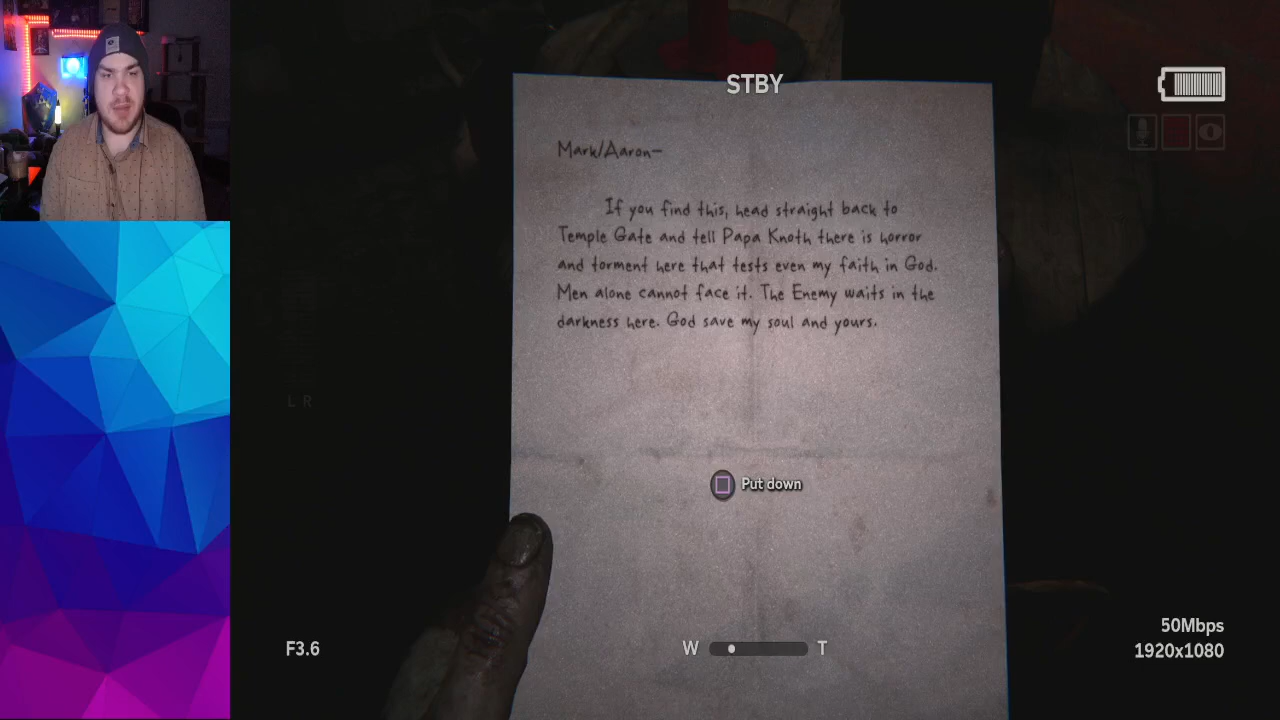 STBY
Mark/Aaron—
If you find this, head straight back to
Temple Gate and tell Papa Knoth there is horror
and torment here that tests even my faith in God.
Men alone cannot face it. The Enemy waits in the
darkness here. God save my soul and yours.
L R
Put down
F3.6
W T
50Mbps
1920x1080